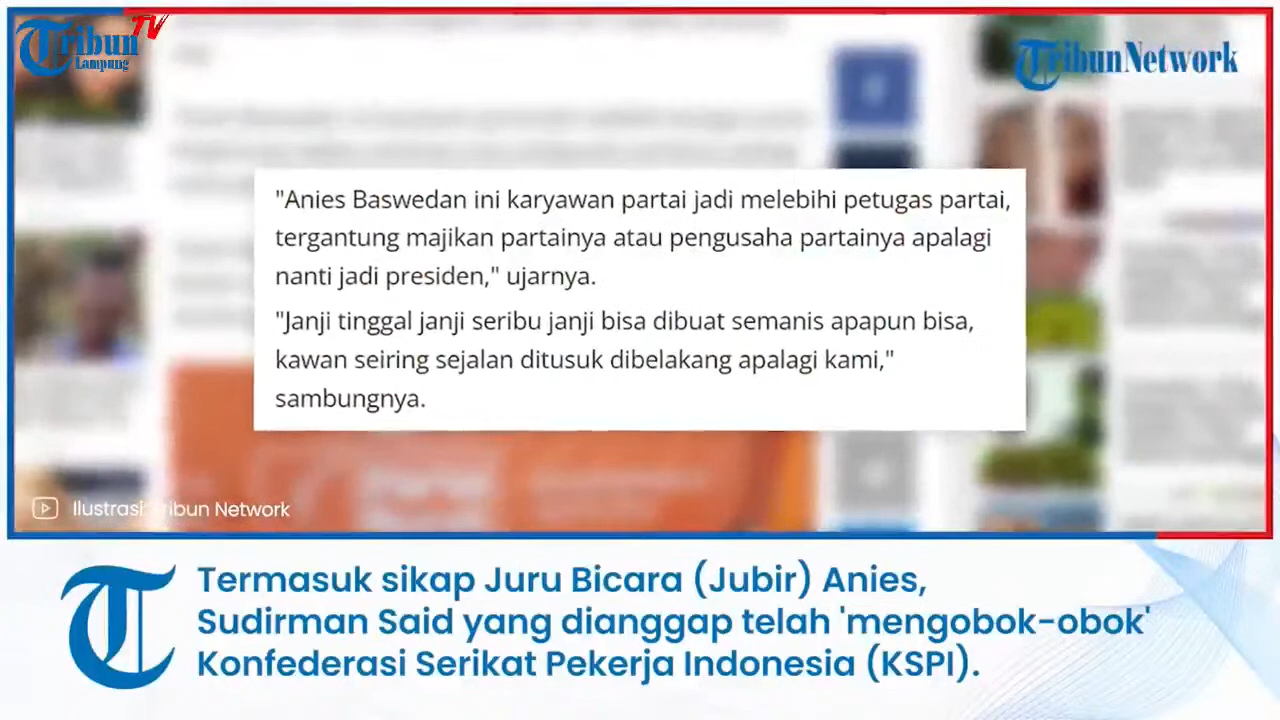 Tribun TV
Lampung
TribunNetwork
"Anies Baswedan ini karyawan partai jadi melebihi petugas partai,
tergantung majikan partainya atau pengusaha partainya apalagi
nanti jadi presiden," ujarnya.
"Janji tinggal janji seribu janji bisa dibuat semanis apapun bisa,
kawan seiring sejalan ditusuk dibelakang apalagi kami,"
sambungnya.
Ilustrasi Tribun Network
Termasuk sikap Juru Bicara (Jubir) Anies,
Sudirman Said yang dianggap telah 'mengobok-obok'
Konfederasi Serikat Pekerja Indonesia (KSPI).